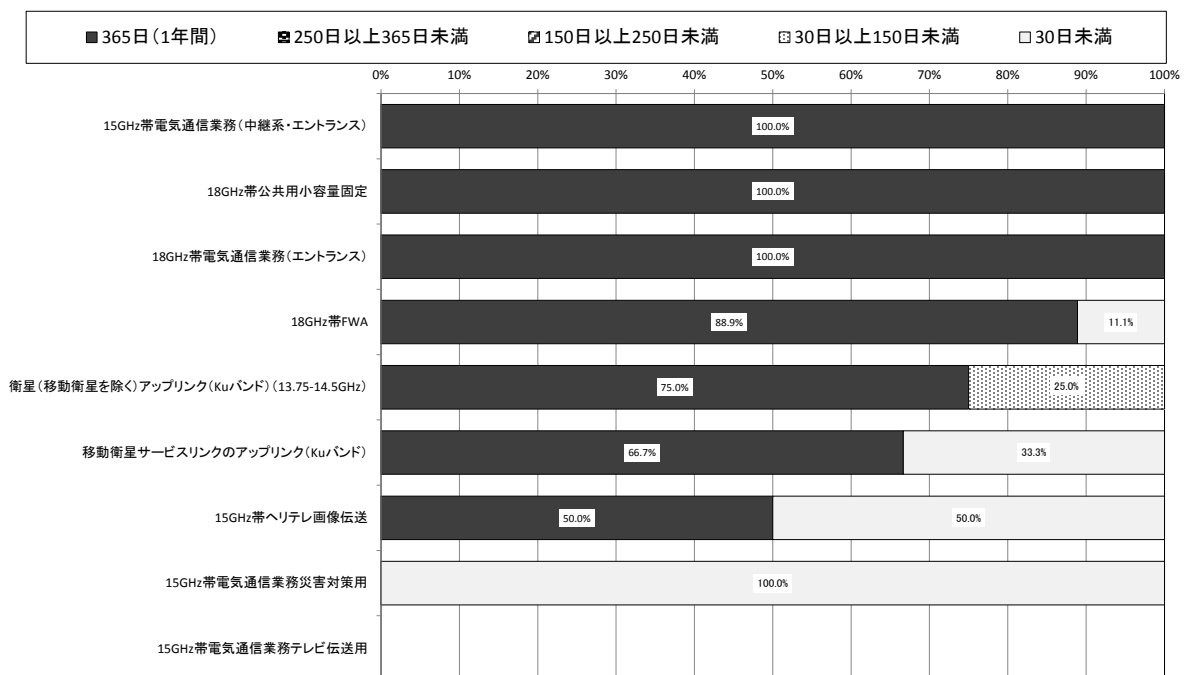 365日（1年間） 250日以上365日未満 150日以上250日未満 30日以上150日未満 30日未満
0% 10% 20% 30% 40% 50% 60% 70% 80% 90% 100%
15GHz帯電気通信業務（中継系・エントランス） 100.0%
18GHz帯公共用小容量固定 100.0%
18GHz帯電気通信業務（エントランス） 100.0%
18GHz帯FWA 88.9% 11.1%
衛星（移動衛星を除く）アップリンク（Kuバンド）（13.75-14.5GHz） 75.0% 25.0%
移動衛星サービスリンクのアップリンク（Kuバンド） 66.7% 33.3%
15GHz帯ヘリテレ画像伝送 50.0% 50.0%
15GHz帯電気通信業務災害対策用 100.0%
15GHz帯電気通信業務テレビ伝送用